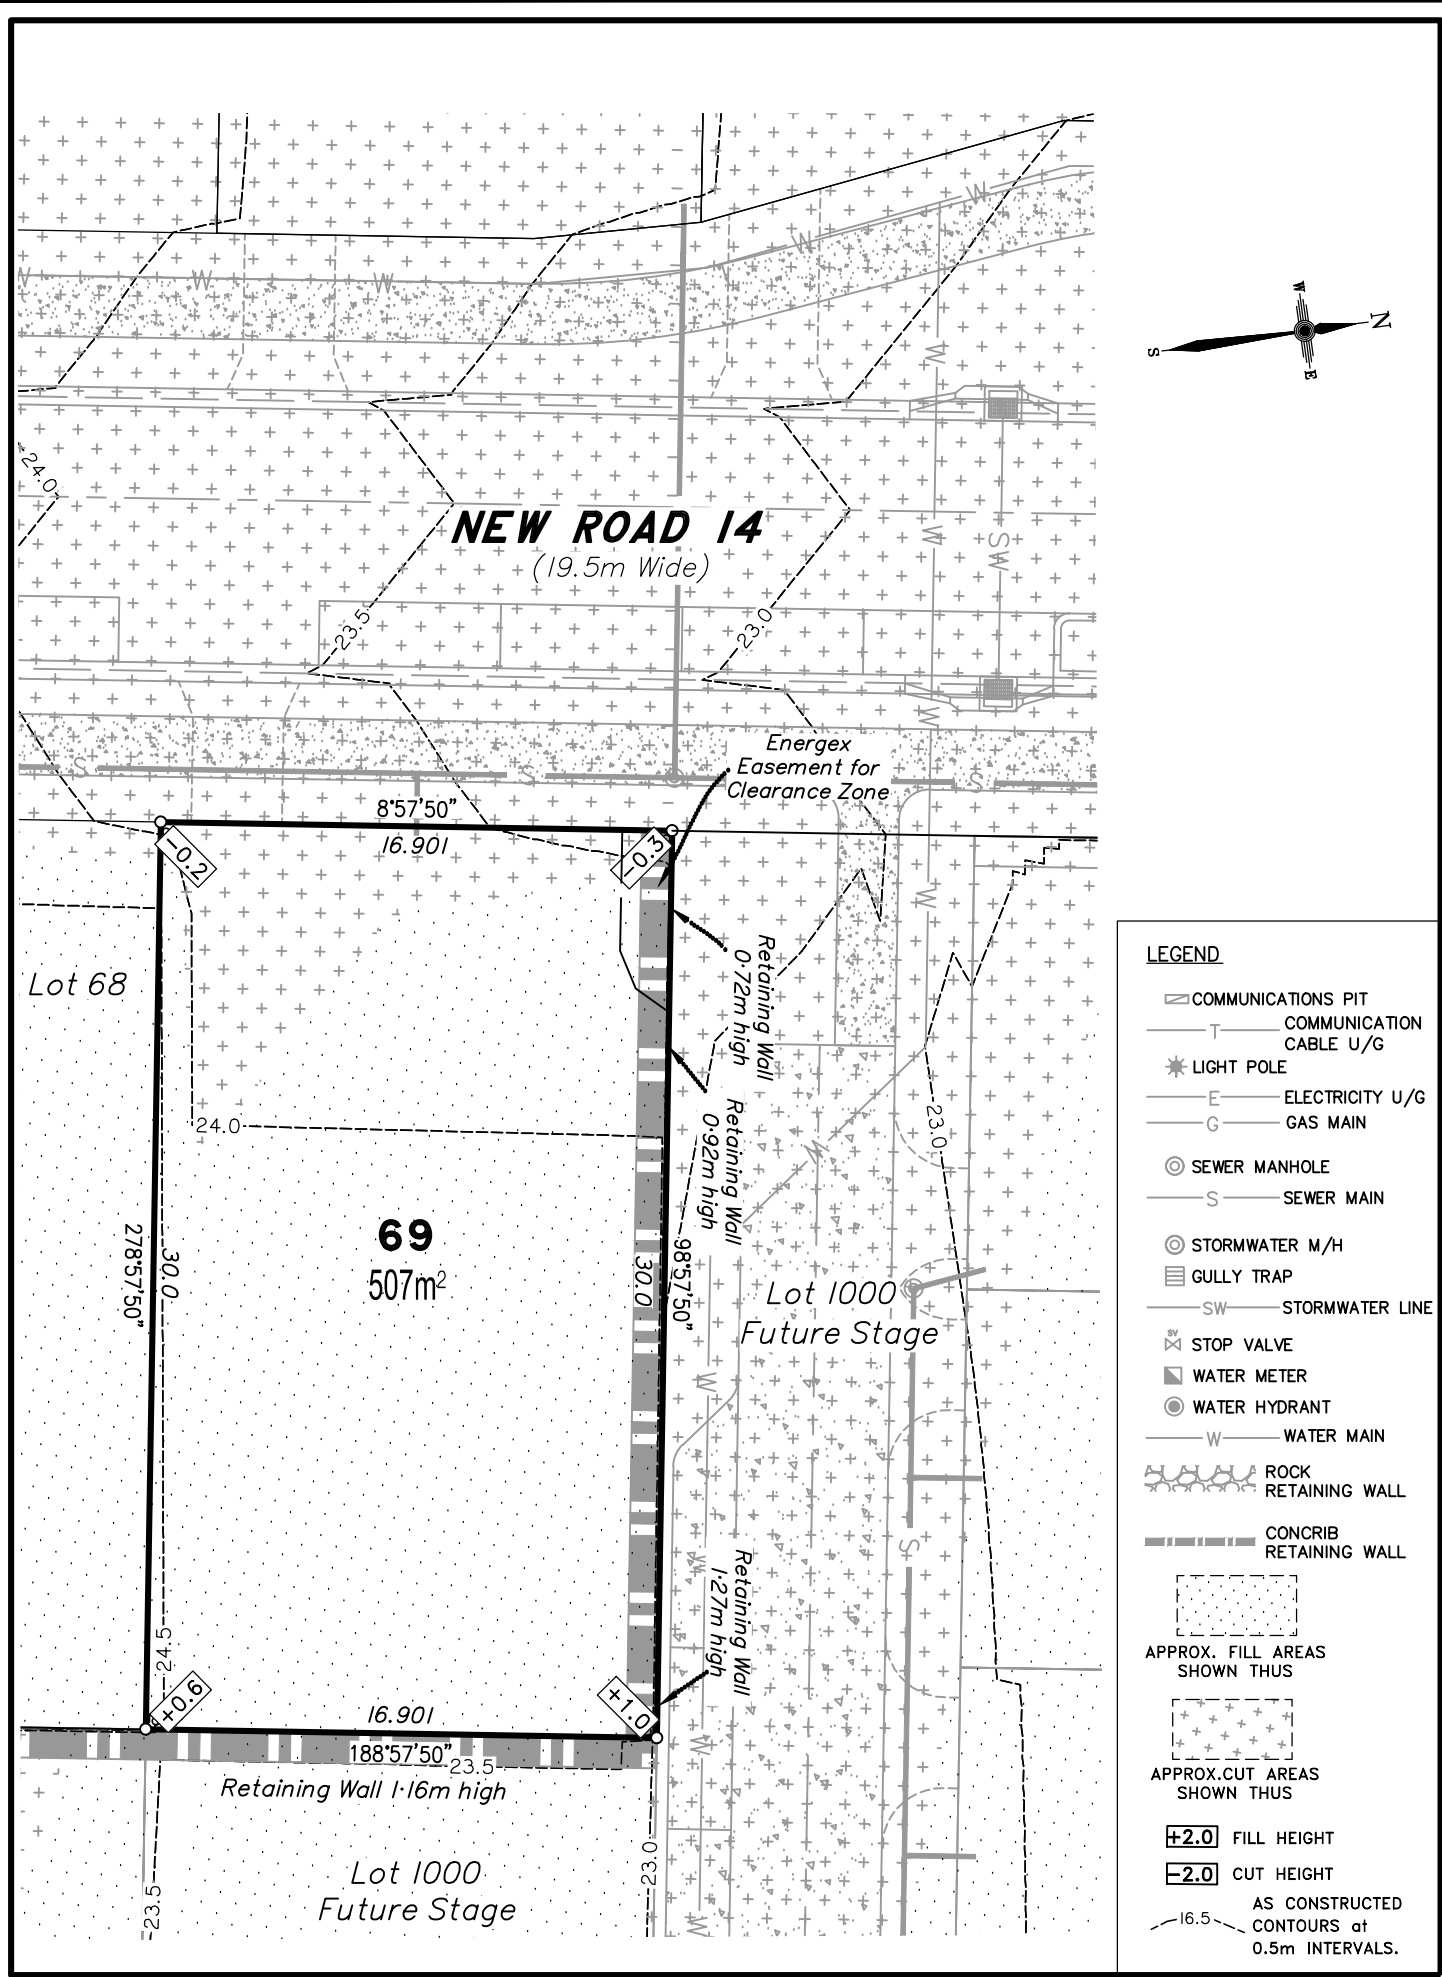 W
N
S
E
W
W
W
W
W
W
24.0
W
SW
W
NEW ROAD 14
(19.5m Wide)
23.5
23.0
W
Energex
Easement for
Clearance Zone
S
S
S
8°57'50"
16.901
-0.2
-0.3
W
Retaining Wall
0.72m high
Lot 68
Retaining Wall
0.92m high
24.0
23.0
W
69
507m²
278°57'50"
30.0
30.0
98°57'50"
Lot 1000
Future Stage
W
S
W
Retaining Wall
1.27m high
24.5
+0.6
+1.0
16.901
188°57'50"
23.5
W
Retaining Wall 1.16m high
Lot 1000
Future Stage
23.5
23.0
W
LEGEND
COMMUNICATIONS PIT
T COMMUNICATION
CABLE U/G
LIGHT POLE
E ELECTRICITY U/G
G GAS MAIN
SEWER MANHOLE
S SEWER MAIN
STORMWATER M/H
GULLY TRAP
SW STORMWATER LINE
SV
STOP VALVE
WATER METER
WATER HYDRANT
W WATER MAIN
ROCK
RETAINING WALL
CONCRIB
RETAINING WALL
APPROX. FILL AREAS
SHOWN THUS
APPROX.CUT AREAS
SHOWN THUS
+2.0 FILL HEIGHT
-2.0 CUT HEIGHT
16.5 AS CONSTRUCTED
CONTOURS at
0.5m INTERVALS.